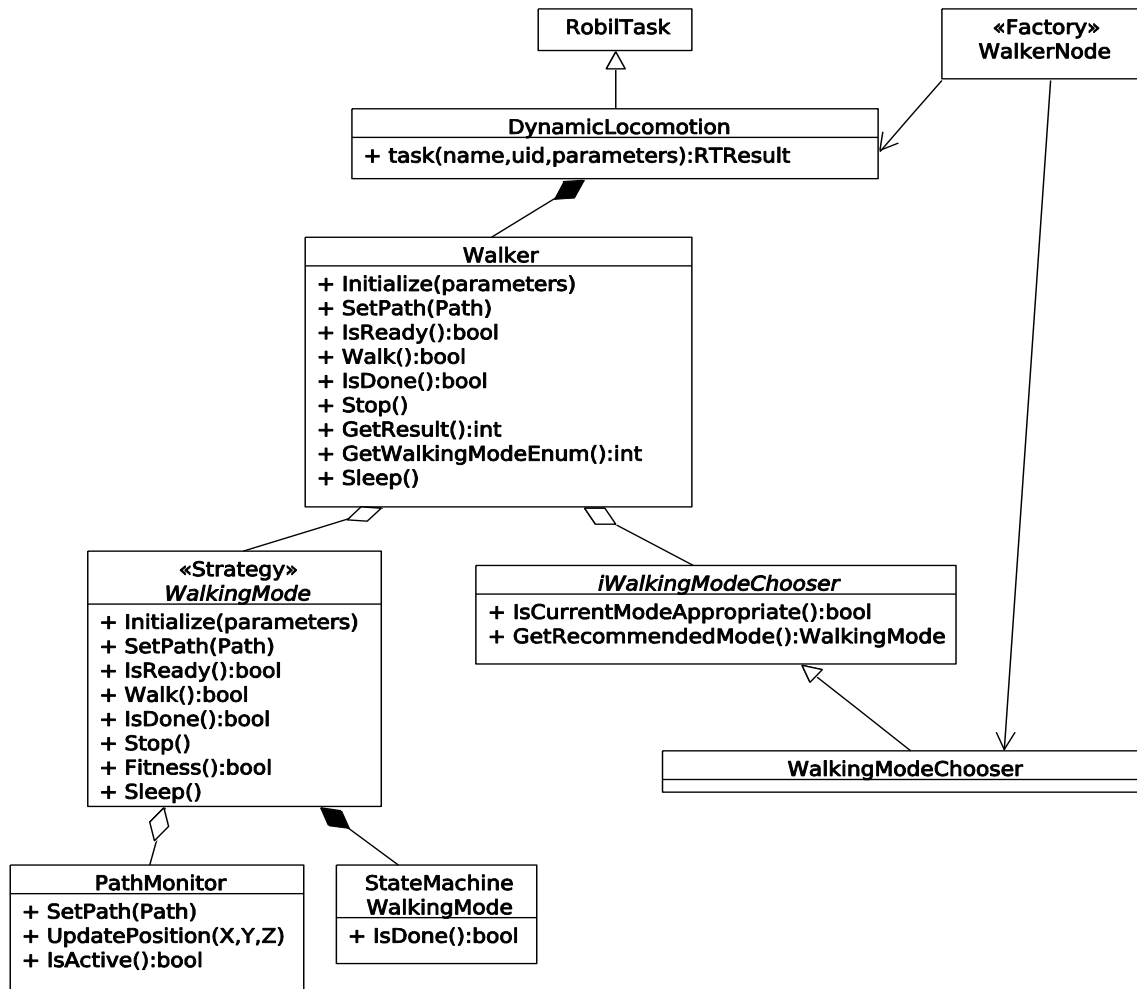 RobilTask
«Factory»
WalkerNode
DynamicLocomotion
+ task(name,uid,parameters):RTResult
Walker
+ Initialize(parameters)
+ SetPath(Path)
+ IsReady():bool
+ Walk():bool
+ IsDone():bool
+ Stop()
+ GetResult():int
+ GetWalkingModeEnum():int
+ Sleep()
«Strategy»
WalkingMode
+ Initialize(parameters)
+ SetPath(Path)
+ IsReady():bool
+ Walk():bool
+ IsDone():bool
+ Stop()
+ Fitness():bool
+ Sleep()
iWalkingModeChooser
+ IsCurrentModeAppropriate():bool
+ GetRecommendedMode():WalkingMode
WalkingModeChooser
PathMonitor
+ SetPath(Path)
+ UpdatePosition(X,Y,Z)
+ IsActive():bool
StateMachine
WalkingMode
+ IsDone():bool